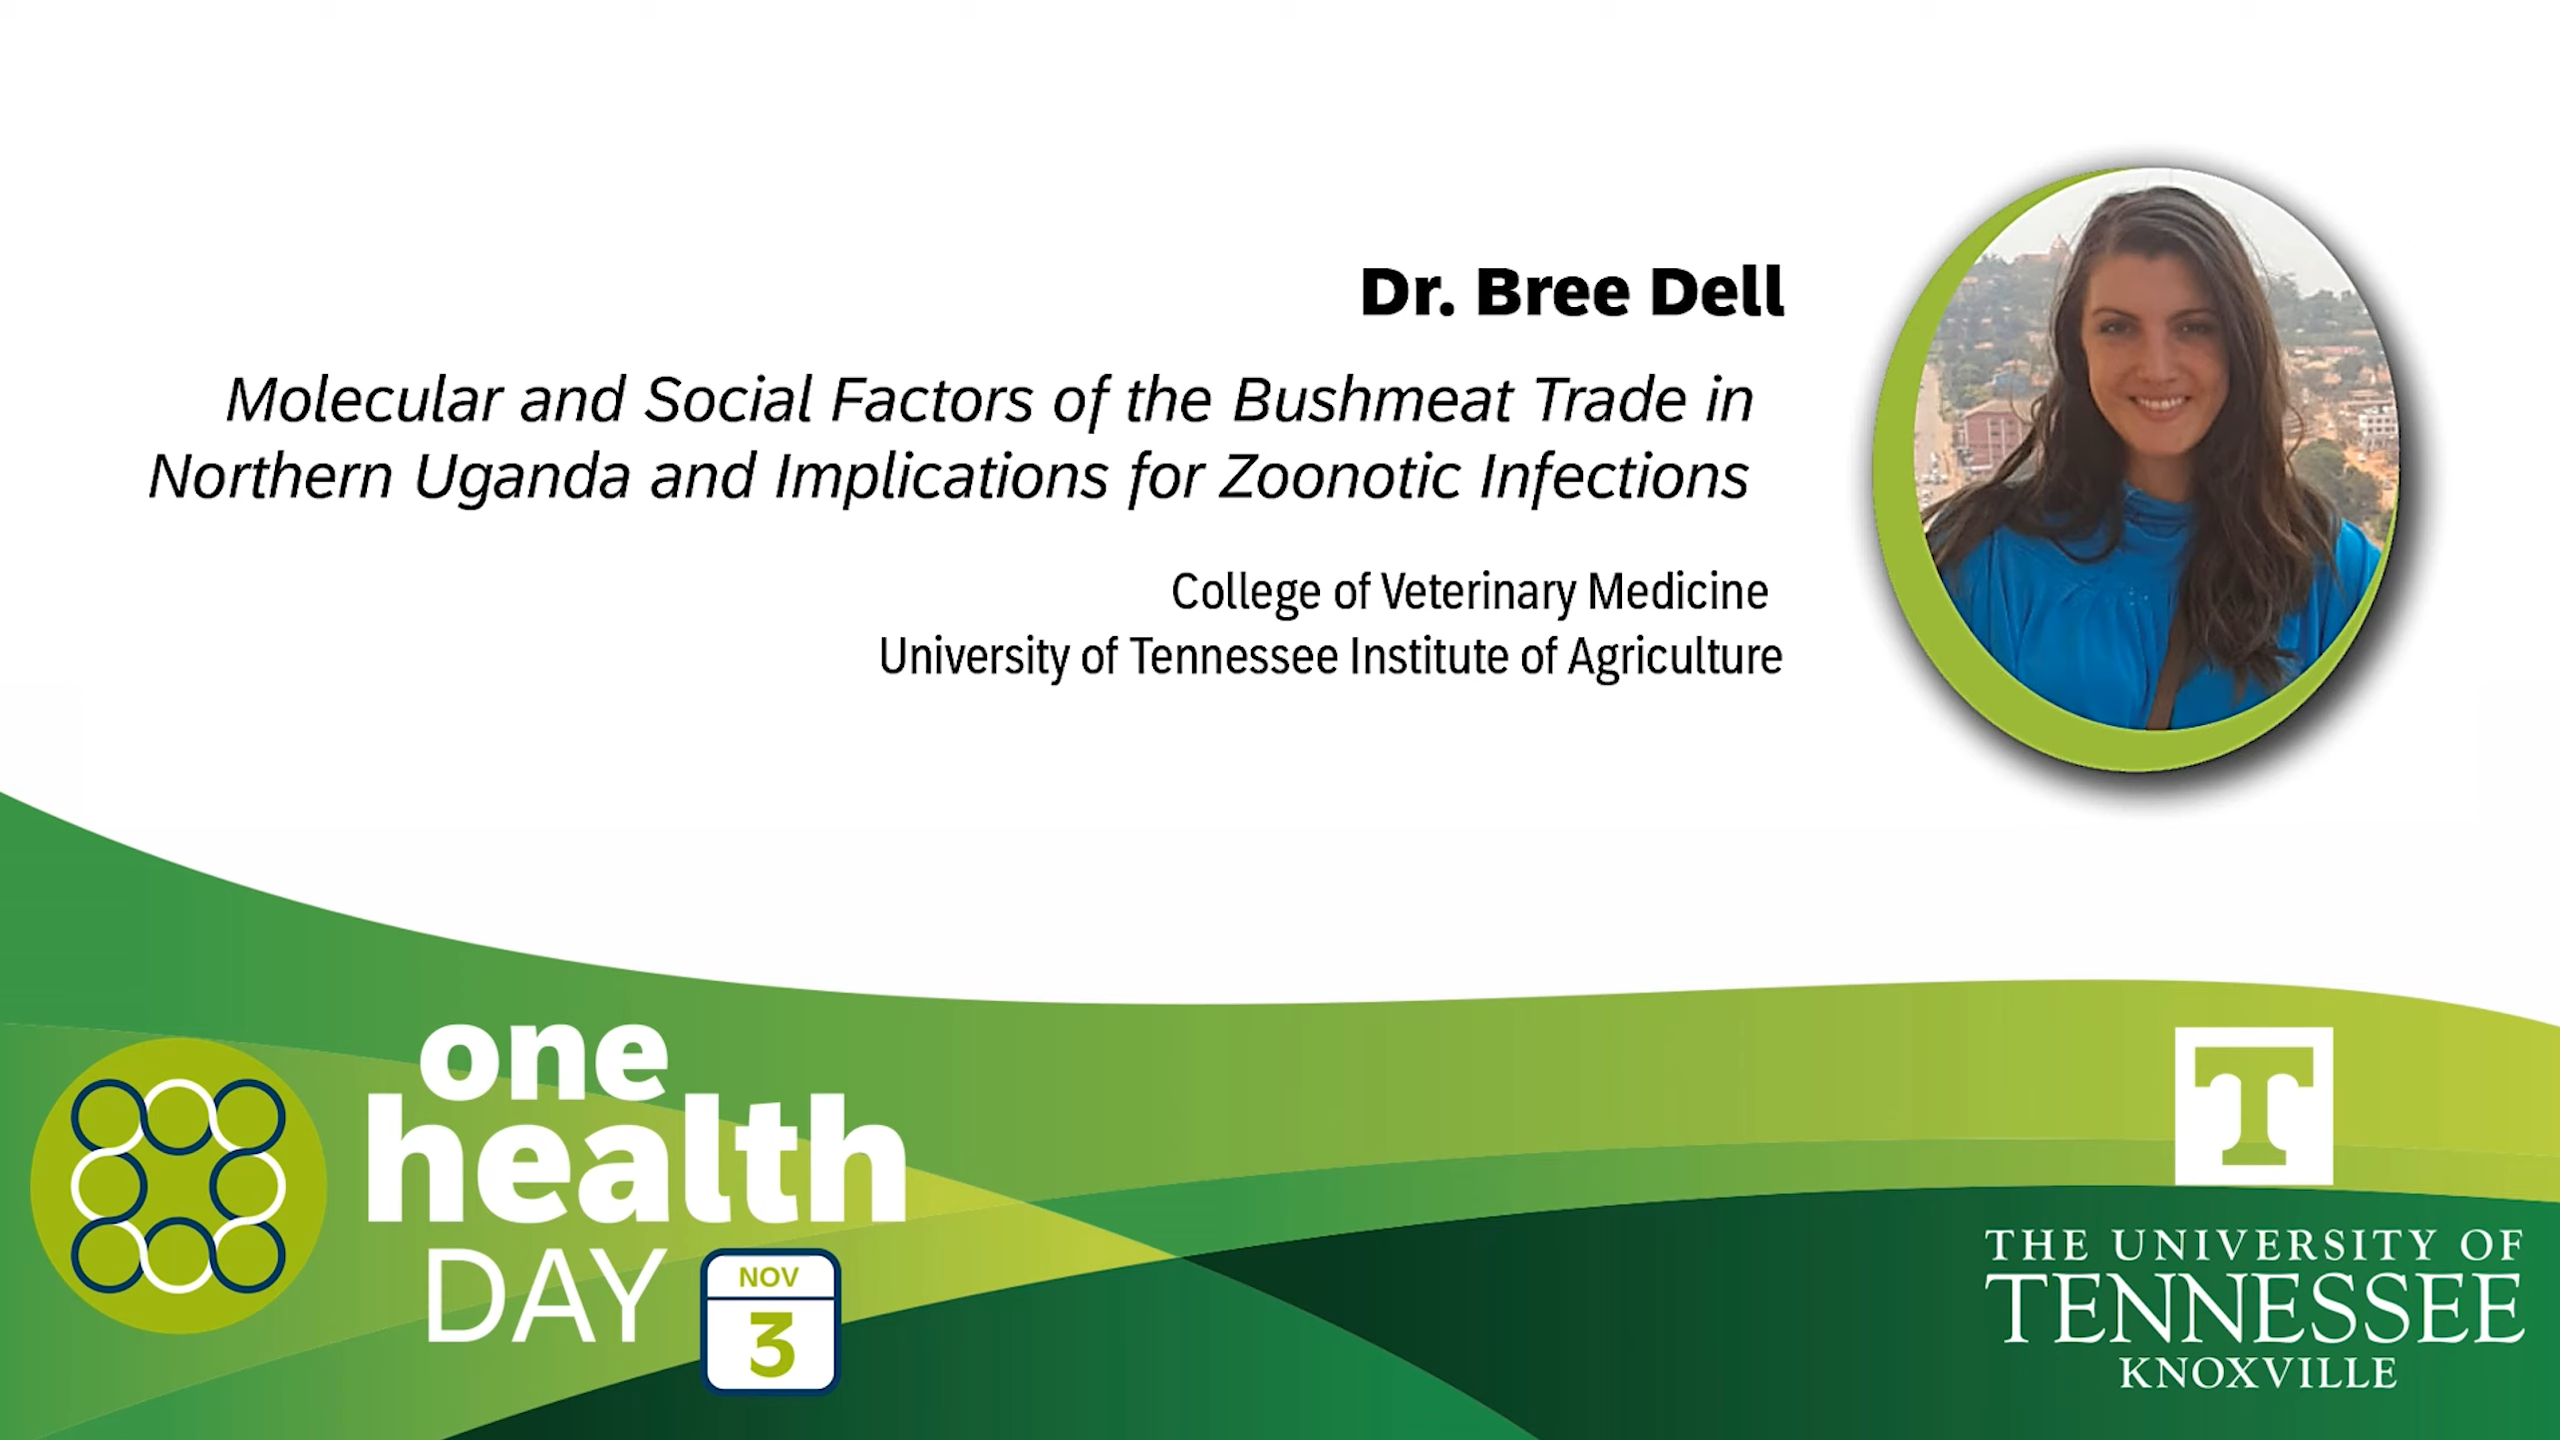 Dr. Bree Dell
Molecular and Social Factors of the Bushmeat Trade in
Northern Uganda and Implications for Zoonotic Infections
College of Veterinary Medicine
University of Tennessee Institute of Agriculture
one
health
DAY
NOV
3
T
THE UNIVERSITY OF
TENNESSEE
KNOXVILLE